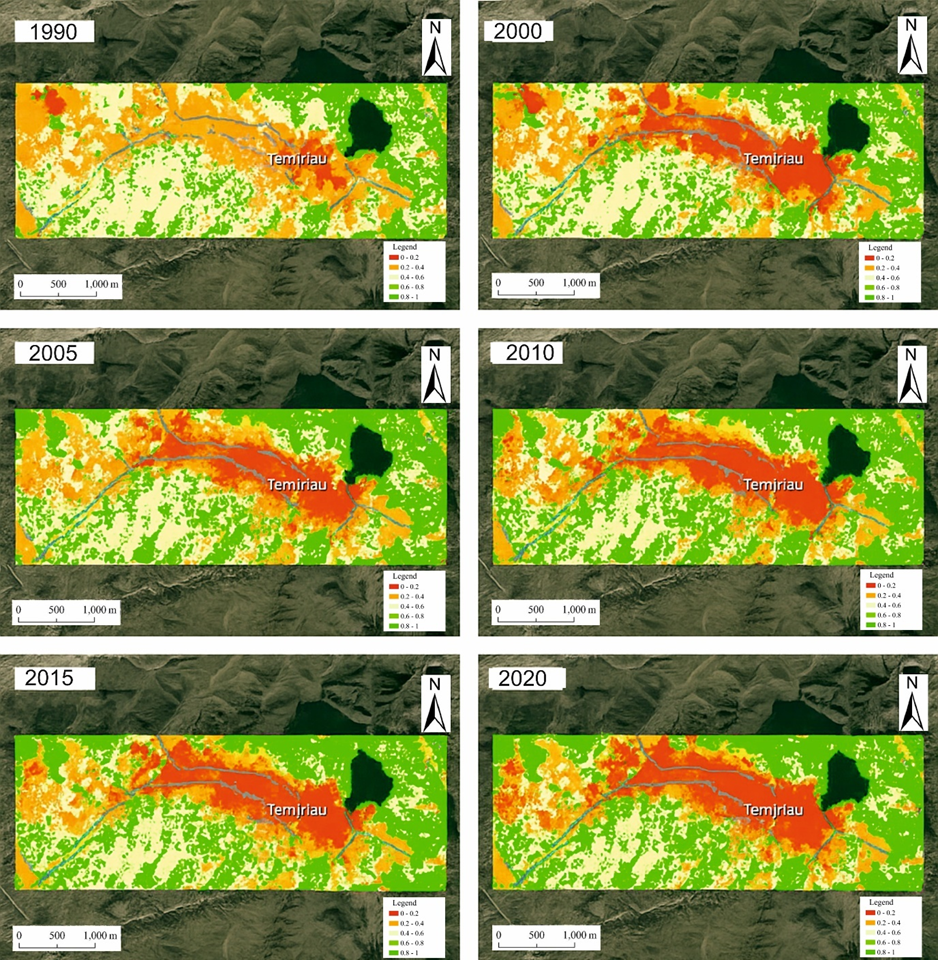 1990
N
Temirlau
Legend
0 - 0.2
0.2 - 0.4
0.4 - 0.6
0.6 - 0.8
0.8 - 1
0 500 1,000 m
2000
N
Temirlau
Legend
0 - 0.2
0.2 - 0.4
0.4 - 0.6
0.6 - 0.8
0.8 - 1
0 500 1,000 m
2005
N
Temirlau
Legend
0 - 0.2
0.2 - 0.4
0.4 - 0.6
0.6 - 0.8
0.8 - 1
0 500 1,000 m
2010
N
Temirlau
Legend
0 - 0.2
0.2 - 0.4
0.4 - 0.6
0.6 - 0.8
0.8 - 1
0 500 1,000 m
2015
N
Temirlau
Legend
0 - 0.2
0.2 - 0.4
0.4 - 0.6
0.6 - 0.8
0.8 - 1
0 500 1,000 m
2020
N
Temirlau
Legend
0 - 0.2
0.2 - 0.4
0.4 - 0.6
0.6 - 0.8
0.8 - 1
0 500 1,000 m